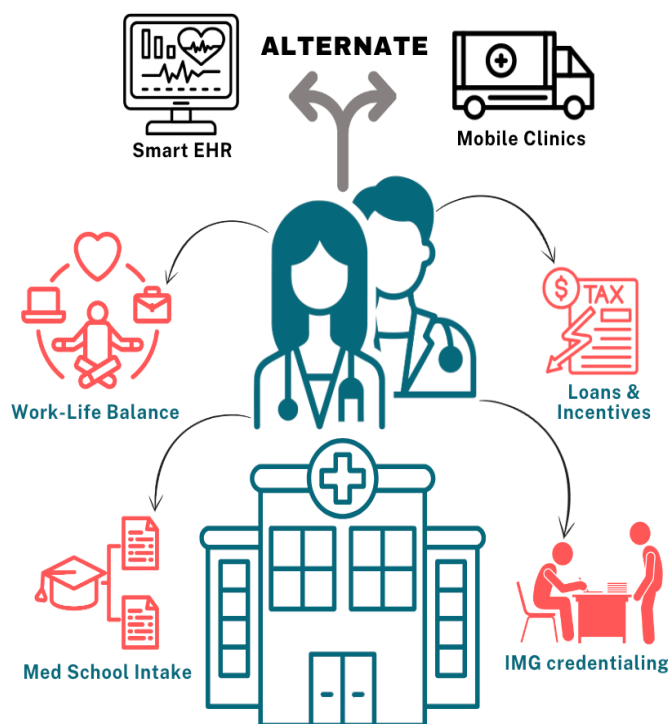 ALTERNATE
Smart EHR
Mobile Clinics
$ TAX
Work-Life Balance
Loans &
Incentives
Med School Intake
IMG credentialing